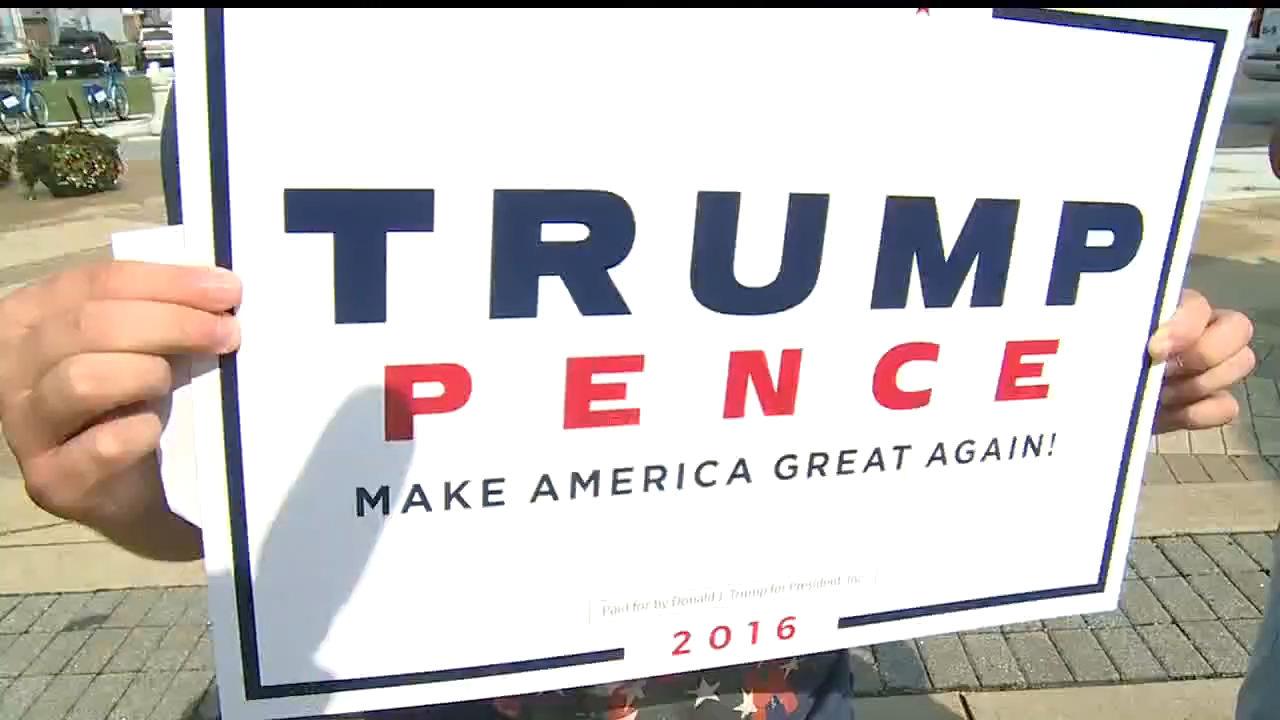 TRUMP
PENCE
MAKE AMERICA GREAT AGAIN!
Paid for by Donald J. Trump for President, Inc.
2016